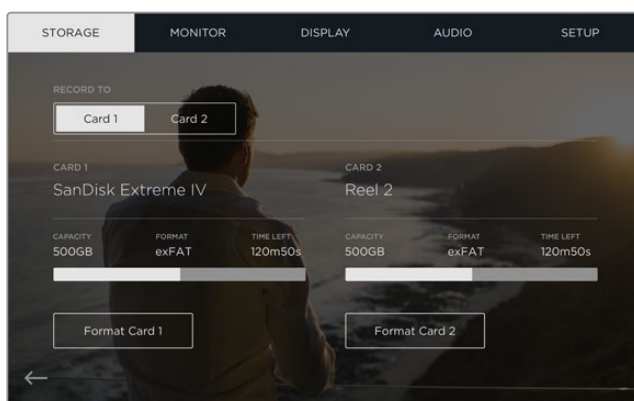 STORAGE MONITOR DISPLAY AUDIO SETUP
RECORD TO
Card 1 Card 2
CARD 1 CARD 2
SanDisk Extreme IV Reel 2
CAPACITY FORMAT TIME LEFT CAPACITY FORMAT TIME LEFT
500GB exFAT 120m50s 500GB exFAT 120m50s
Format Card 1 Format Card 2